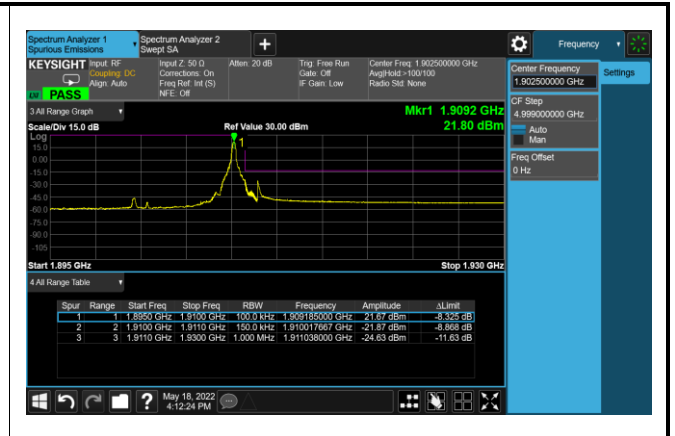 Spectrum Analyzer 1
Spurious Emissions
Spectrum Analyzer 2
Swept SA
+
Frequency
KEYSIGHT
Input: RF
Coupling: DC
Align: Auto
Input Z: 50 Ω
Corrections: On
Freq Ref: Int (S)
NFE: Off
Atten: 20 dB
Trig: Free Run
Gate: Off
IF Gain: Low
Center Freq: 1.902500000 GHz
Avg|Hold:>100/100
Radio Std: None
PASS
Center Frequency
1.902500000 GHz
Settings
CF Step
4.999000000 GHz
Auto
Man
Freq Offset
0 Hz
3 All Range Graph
Mkr1 1.9092 GHz
21.80 dBm
Scale/Div 15.0 dB
Ref Value 30.00 dBm
Log
15.0
0.00
-15.0
-30.0
-45.0
-60.0
-75.0
-90.0
-105
1
Start 1.895 GHz
Stop 1.930 GHz
4 All Range Table
Spur Range Start Freq Stop Freq RBW Frequency Amplitude ΔLimit
1 1 1.8950 GHz 1.9100 GHz 100.0 kHz 1.909185000 GHz 21.67 dBm -8.325 dB
2 2 1.9100 GHz 1.9110 GHz 150.0 kHz 1.910017667 GHz -21.87 dBm -8.868 dB
3 3 1.9110 GHz 1.9300 GHz 1.000 MHz 1.911038000 GHz -24.63 dBm -11.63 dB
?
May 18, 2022
4:12:24 PM